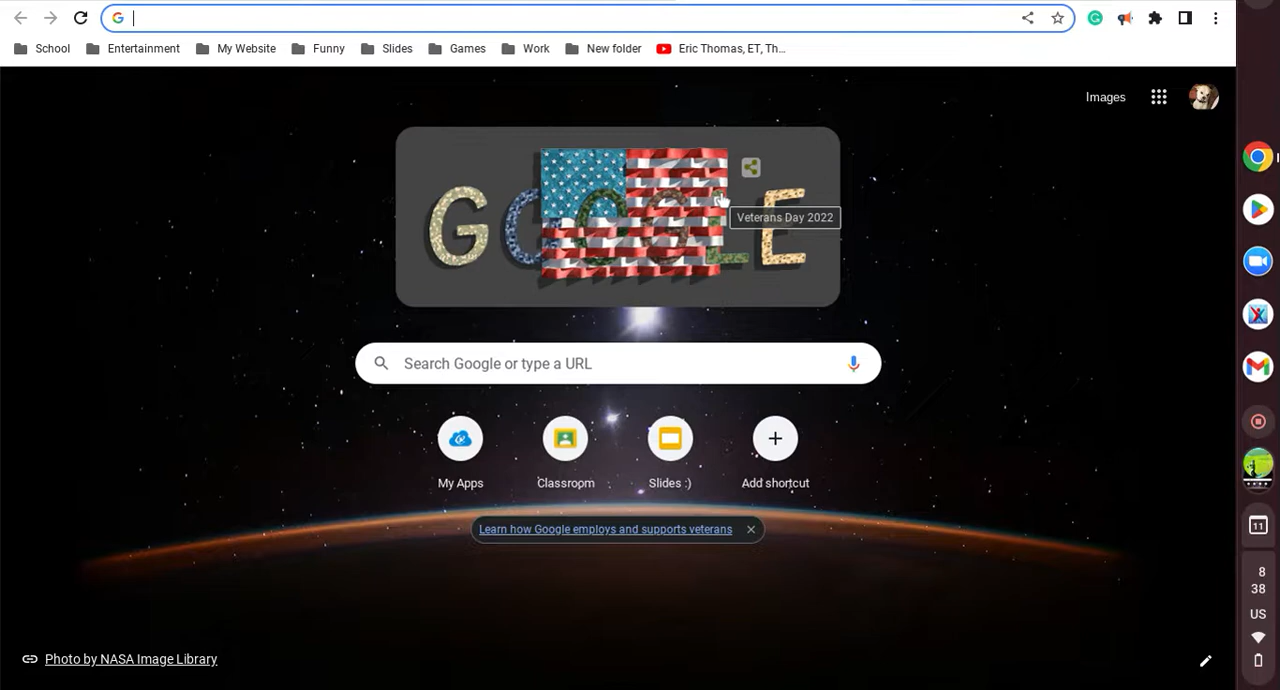 School Entertainment My Website Funny Slides Games Work New folder Eric Thomas, ET, Th...
Images
GOOGLE
Veterans Day 2022
Search Google or type a URL
My Apps Classroom Slides :) Add shortcut
Learn how Google employs and supports veterans
11
8
38
US
Photo by NASA Image Library